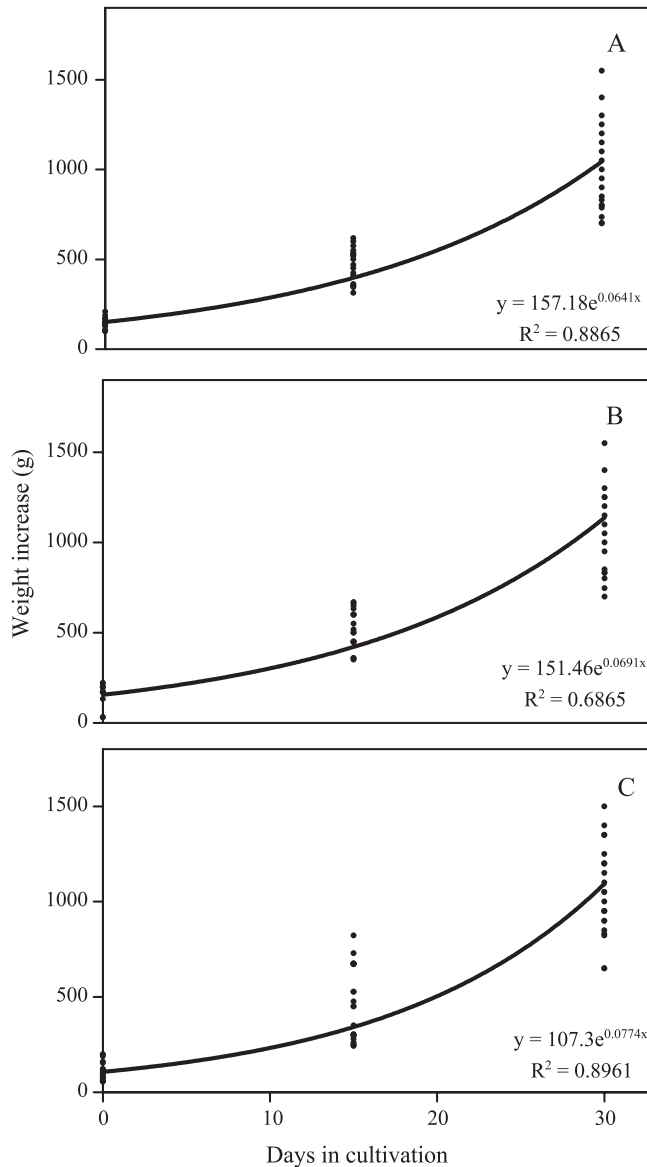 A
1500
1000
500
0
y = 157.18e^0.0641x
R² = 0.8865
B
1500
1000
500
0
y = 151.46e^0.0691x
R² = 0.6865
Weight increase (g)
C
1500
1000
500
0
y = 107.3e^0.0774x
R² = 0.8961
0 10 20 30
Days in cultivation